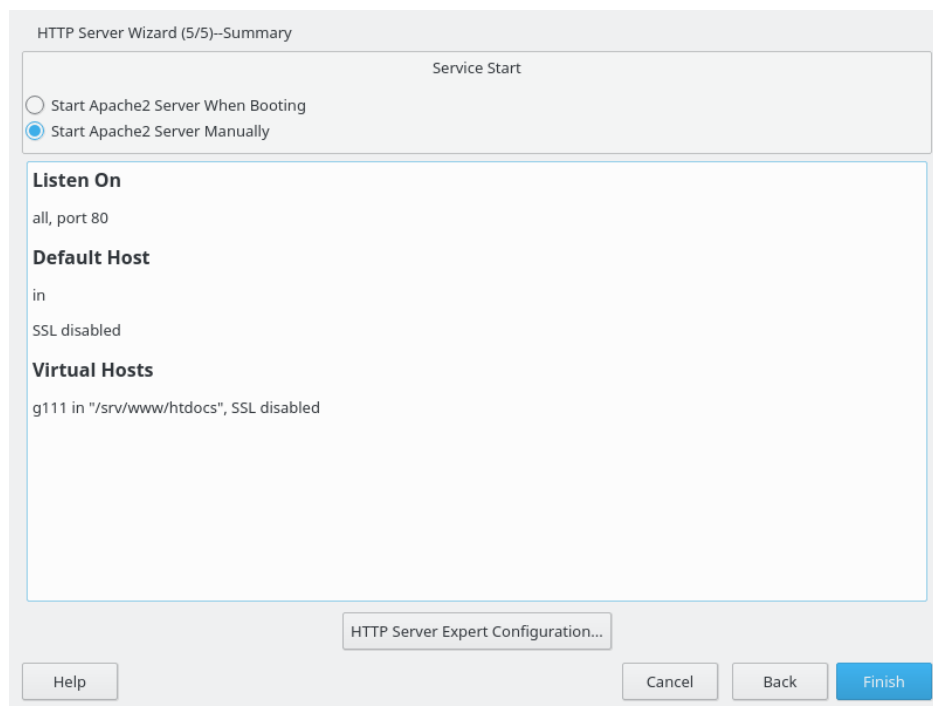 HTTP Server Wizard (5/5)--Summary
Service Start
Start Apache2 Server When Booting
Start Apache2 Server Manually
Listen On
all, port 80
Default Host
in
SSL disabled
Virtual Hosts
g111 in "/srv/www/htdocs", SSL disabled
HTTP Server Expert Configuration...
Help
Cancel
Back
Finish